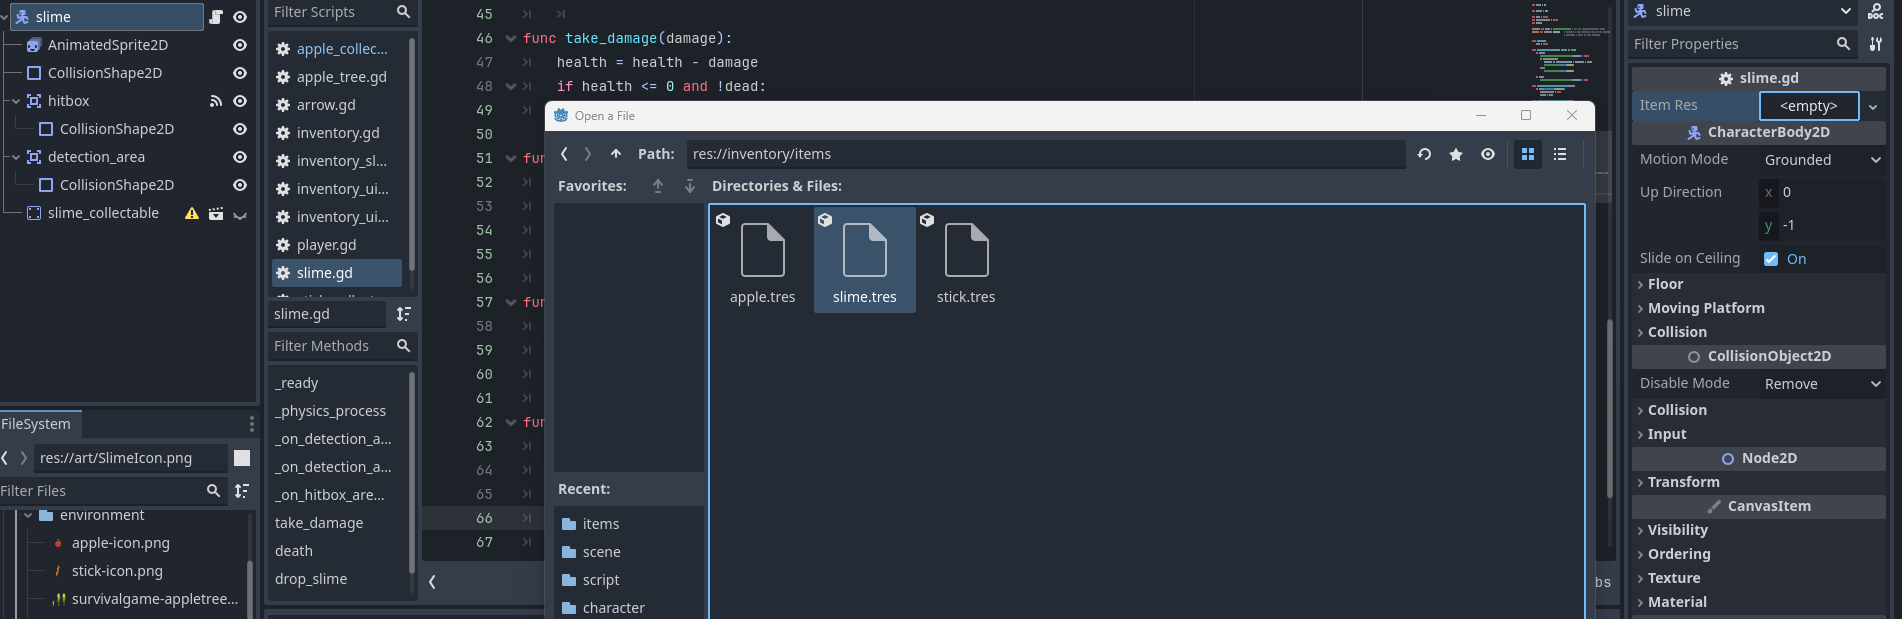 slime
AnimatedSprite2D
CollisionShape2D
hitbox
CollisionShape2D
detection_area
CollisionShape2D
slime_collectable
FileSystem
res://art/SlimeIcon.png
Filter Files
environment
apple-icon.png
stick-icon.png
survivalgame-appletree...
Filter Scripts
apple_collec...
apple_tree.gd
arrow.gd
inventory.gd
inventory_sl...
inventory_ui...
inventory_ui...
player.gd
slime.gd
slime.gd
Filter Methods
_ready
_physics_process
_on_detection_a...
_on_detection_a...
_on_hitbox_are...
take_damage
death
drop_slime
45
46 func take_damage(damage):
47 health = health - damage
48 if health <= 0 and !dead:
49
50
51 fun
52
53
54
55
56
57 fun
58
59
60
61
62 fun
63
64
65
66
67
Open a File
Path: res://inventory/items
Favorites:
Directories & Files:
apple.tres
slime.tres
stick.tres
Recent:
items
scene
script
character
bs
slime
DOC
Filter Properties
slime.gd
Item Res <empty>
CharacterBody2D
Motion Mode Grounded
Up Direction x 0
y -1
Slide on Ceiling On
Floor
Moving Platform
Collision
CollisionObject2D
Disable Mode Remove
Collision
Input
Node2D
Transform
CanvasItem
Visibility
Ordering
Texture
Material